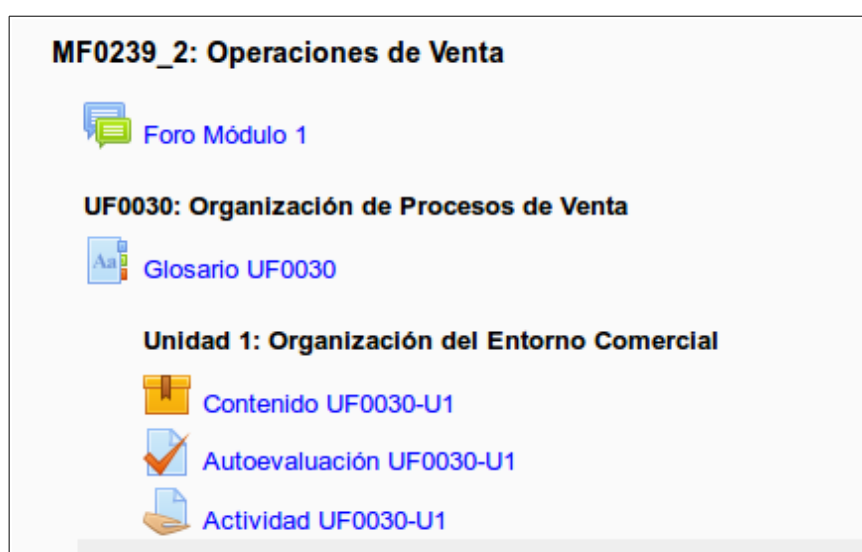 MF0239_2: Operaciones de Venta
Foro Módulo 1
UF0030: Organización de Procesos de Venta
Aa
Glosario UF0030
Unidad 1: Organización del Entorno Comercial
Contenido UF0030-U1
Autoevaluación UF0030-U1
Actividad UF0030-U1